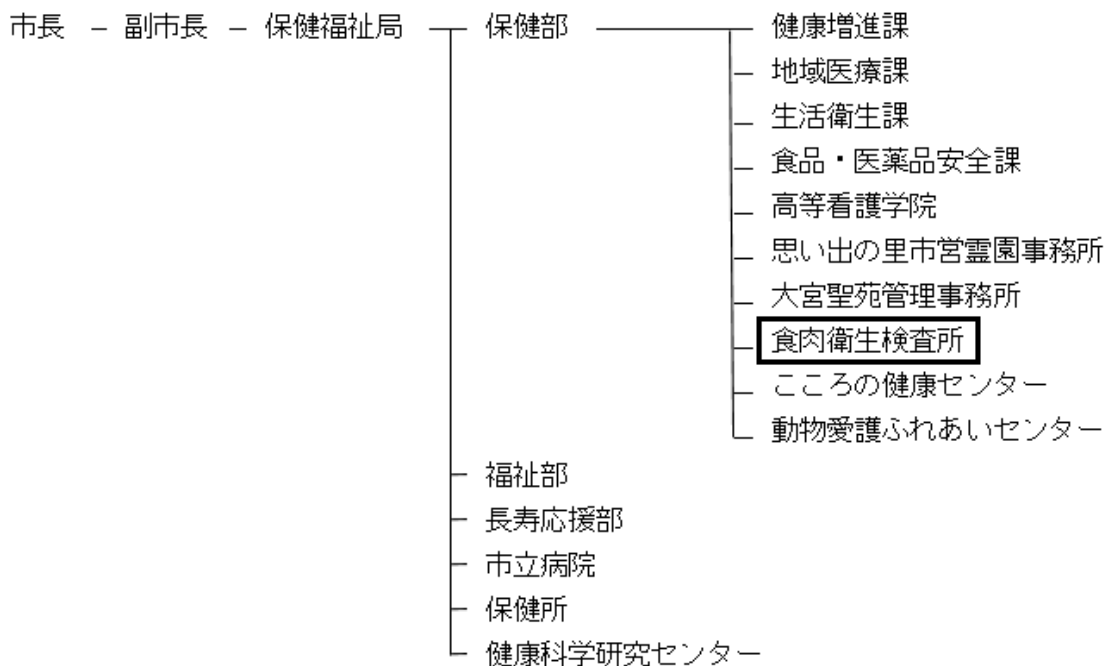 市長 － 副市長 － 保健福祉局 保健部 健康増進課
地域医療課
生活衛生課
食品・医薬品安全課
高等看護学院
思い出の里市営霊園事務所
大宮聖苑管理事務所
食肉衛生検査所
こころの健康センター
動物愛護ふれあいセンター
福祉部
長寿応援部
市立病院
保健所
健康科学研究センター